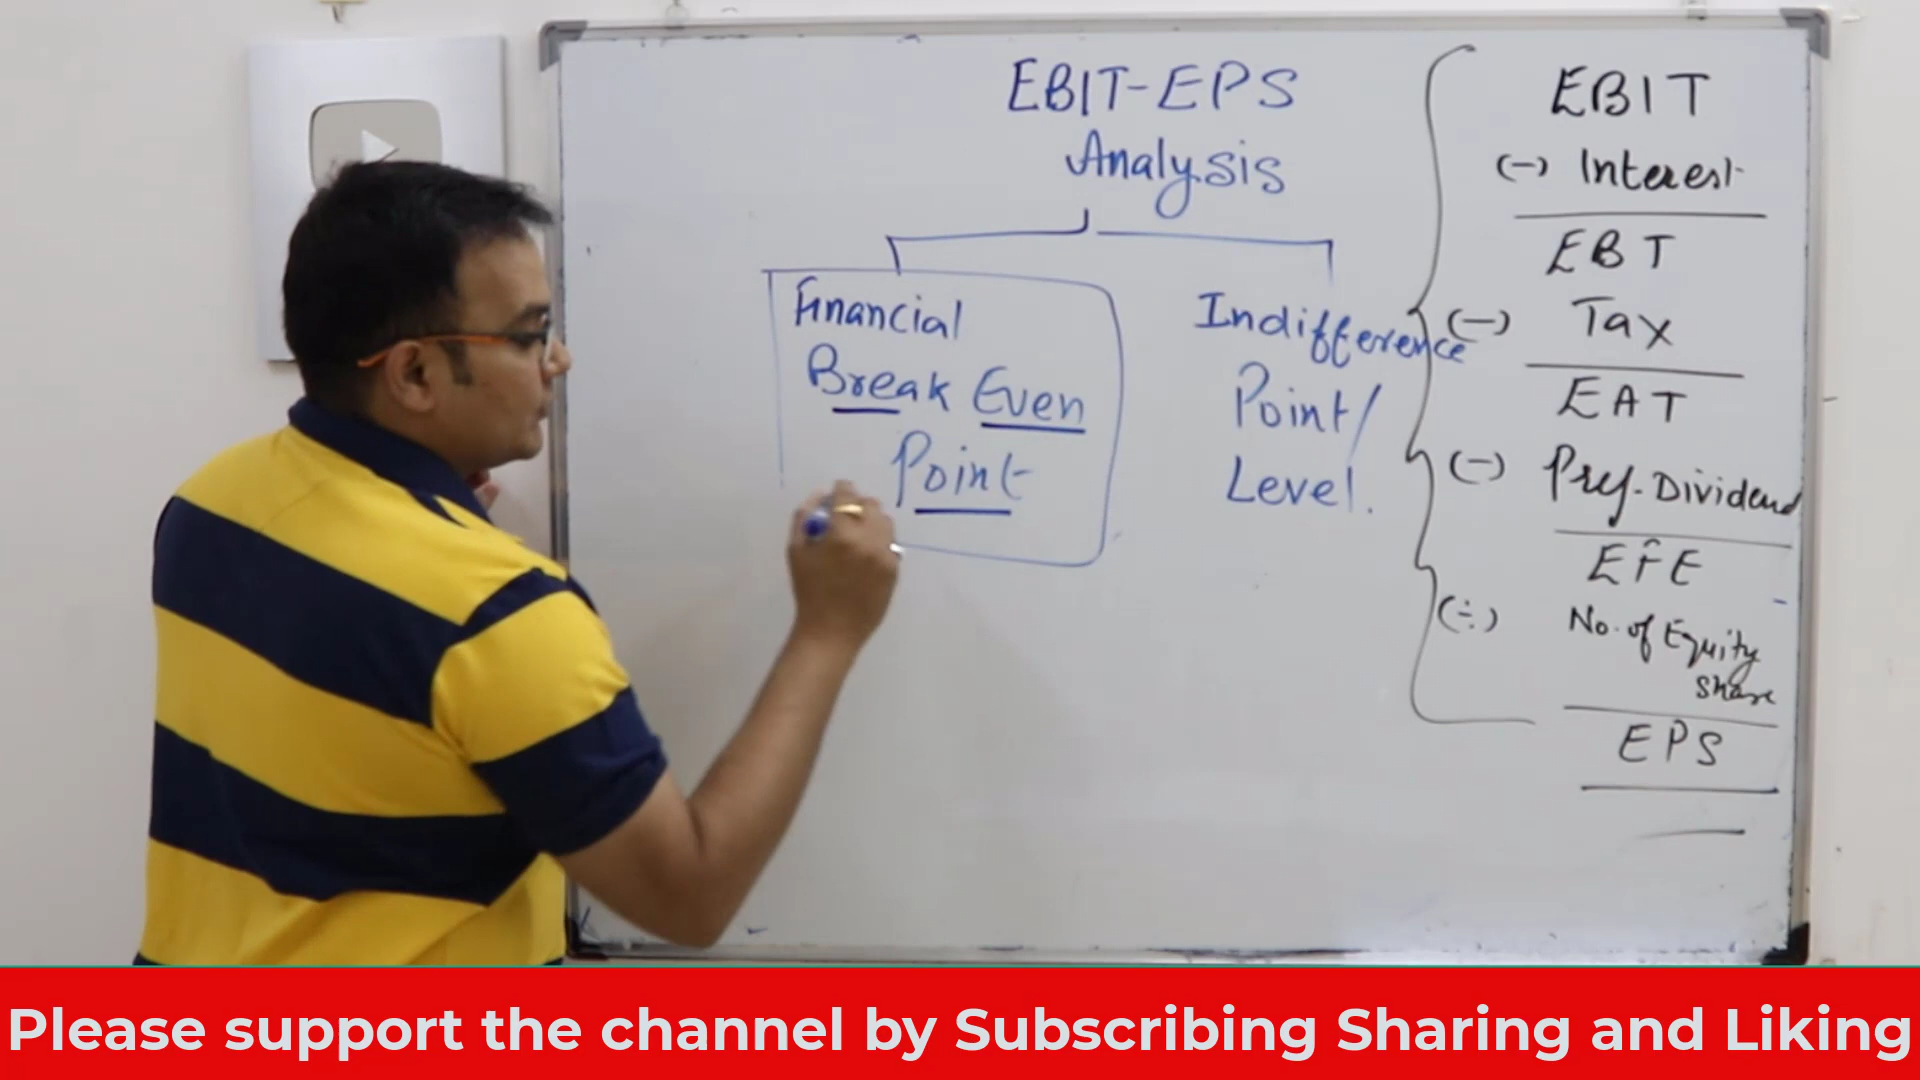 EBIT-EPS
Analysis
Financial
Break Even
Point
Indifference
Point/
Level.
EBIT
(-) Interest
EBT
(-) Tax
EAT
(-) Pref. Dividend
EFE
(÷) No. of Equity
Share
EPS
Please support the channel by Subscribing Sharing and Liking